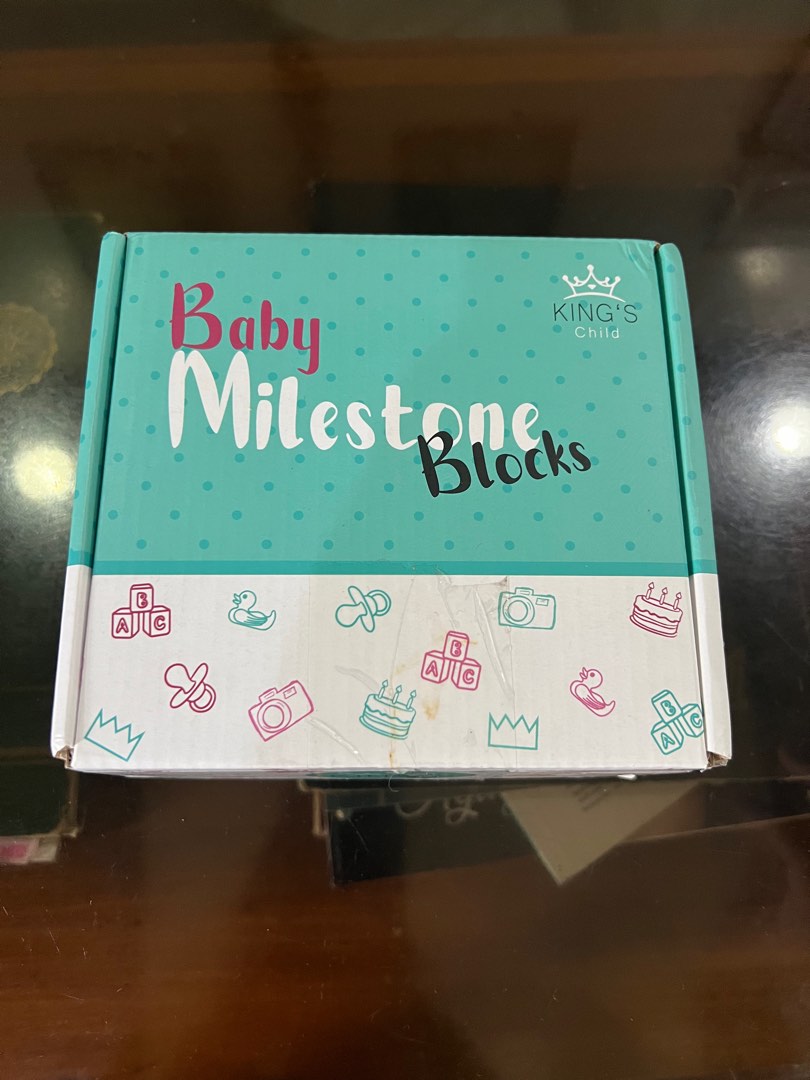 Baby
Milestone
Blocks
KING'S
Child
B
A C
B
A C
B
A C